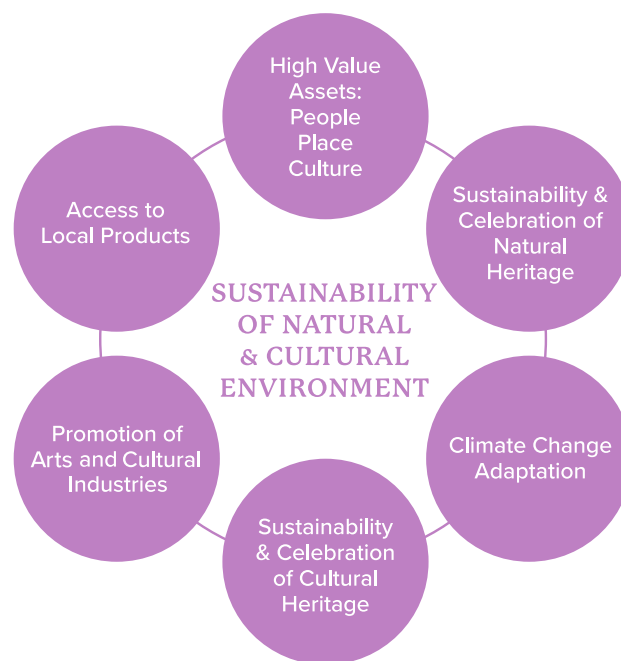 High Value
Assets:
People
Place
Culture
Sustainability &
Celebration of
Natural
Heritage
Climate Change
Adaptation
Sustainability
& Celebration
of Cultural
Heritage
Promotion of
Arts and Cultural
Industries
Access to
Local Products
SUSTAINABILITY
OF NATURAL
& CULTURAL
ENVIRONMENT